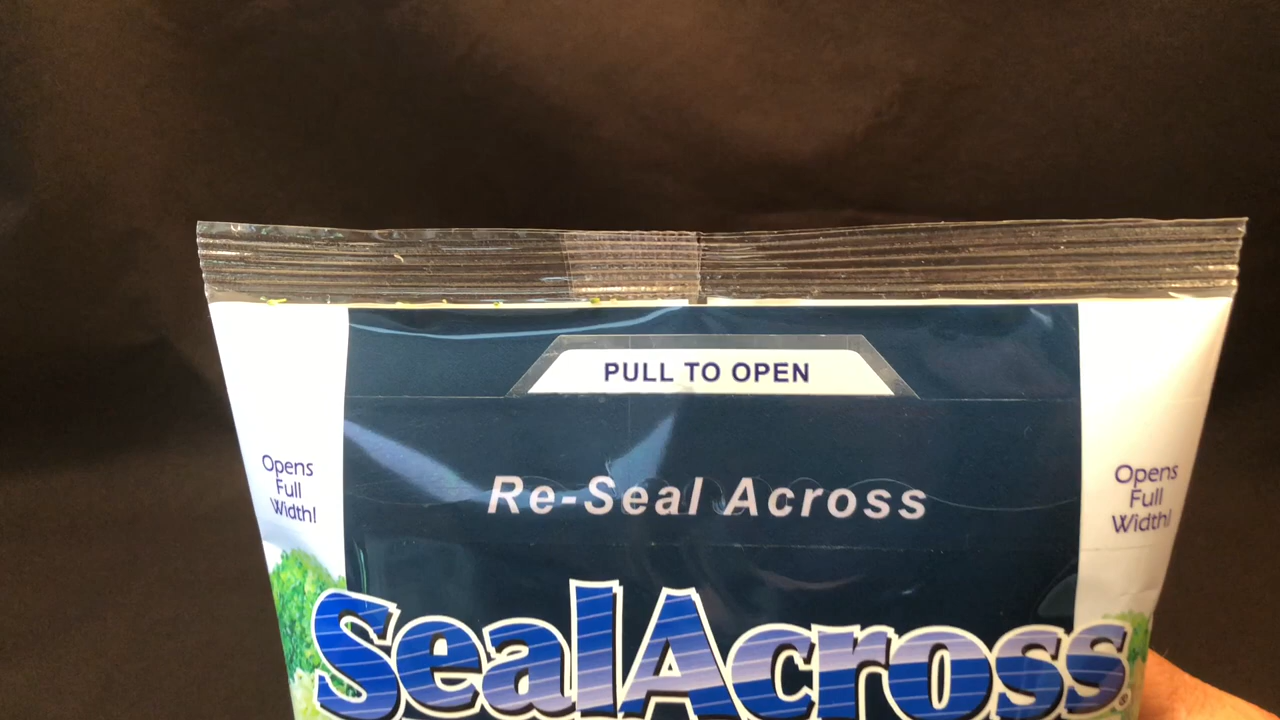 PULL TO OPEN
Re-Seal Across
Opens
Full
Width!
Opens
Full
Width!
SealAcross®